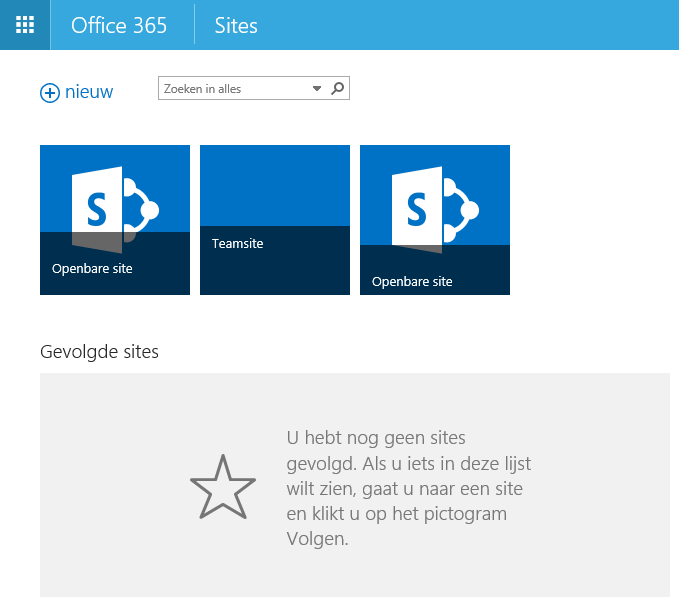 Office 365
Sites
nieuw
Zoeken in alles
S
S
Openbare site
Teamsite
Openbare site
Gevolgde sites
U hebt nog geen sites
gevolgd. Als u iets in deze lijst
wilt zien, gaat u naar een site
en klikt u op het pictogram
Volgen.